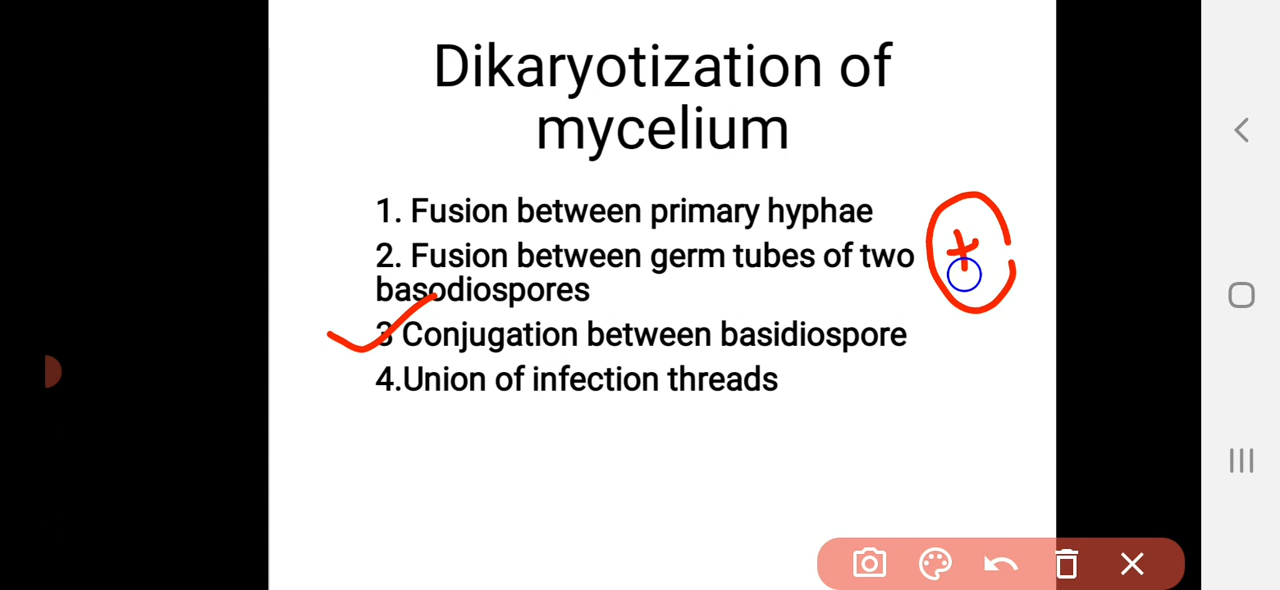 Dikaryotization of
mycelium
1. Fusion between primary hyphae
2. Fusion between germ tubes of two
basodiospores
3 Conjugation between basidiospore
4.Union of infection threads
+